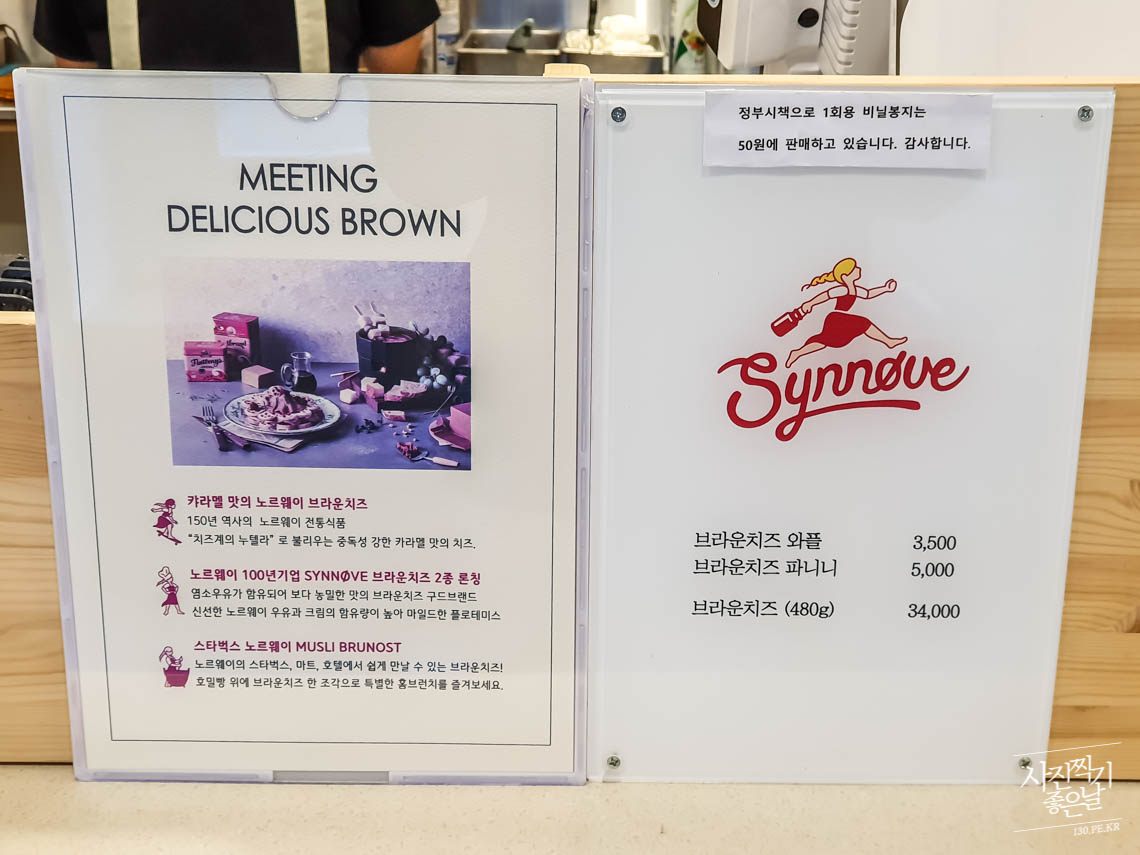 MEETING
DELICIOUS BROWN
Fløtemys
캬라멜 맛의 노르웨이 브라운치즈
150년 역사의 노르웨이 전통식품
“치즈계의 누텔라” 로 불리우는 중독성 강한 카라멜 맛의 치즈.
노르웨이 100년기업 SYNNØVE 브라운치즈 2종 론칭
염소우유가 함유되어 보다 농밀한 맛의 브라운치즈 구드브랜드
신선한 노르웨이 우유과 크림의 함유량이 높아 마일드한 플로테미스
스타벅스 노르웨이 MUSLI BRUNOST
노르웨이의 스타벅스, 마트, 호텔에서 쉽게 만날 수 있는 브라운치즈!
호밀빵 위에 브라운치즈 한 조각으로 특별한 홈브런치를 즐겨보세요.
정부시책으로 1회용 비닐봉지는
50원에 판매하고 있습니다. 감사합니다.
Synnøve
브라운치즈 와플 3,500
브라운치즈 파니니 5,000
브라운치즈 (480g) 34,000
사진찍기
좋은날
130.PE.KR